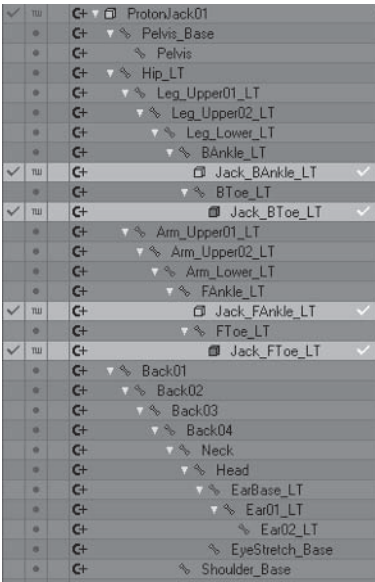 C+ ProtonJack01
C+ Pelvis_Base
C+ Pelvis
C+ Hip_LT
C+ Leg_Upper01_LT
C+ Leg_Upper02_LT
C+ Leg_Lower_LT
C+ BAnkle_LT
C+ Jack_BAnkle_LT
C+ BToe_LT
C+ Jack_BToe_LT
C+ Arm_Upper01_LT
C+ Arm_Upper02_LT
C+ Arm_Lower_LT
C+ FAnkle_LT
C+ Jack_FAnkle_LT
C+ FToe_LT
C+ Jack_FToe_LT
C+ Back01
C+ Back02
C+ Back03
C+ Back04
C+ Neck
C+ Head
C+ EarBase_LT
C+ Ear01_LT
C+ Ear02_LT
C+ EyeStretch_Base
C+ Shoulder_Base